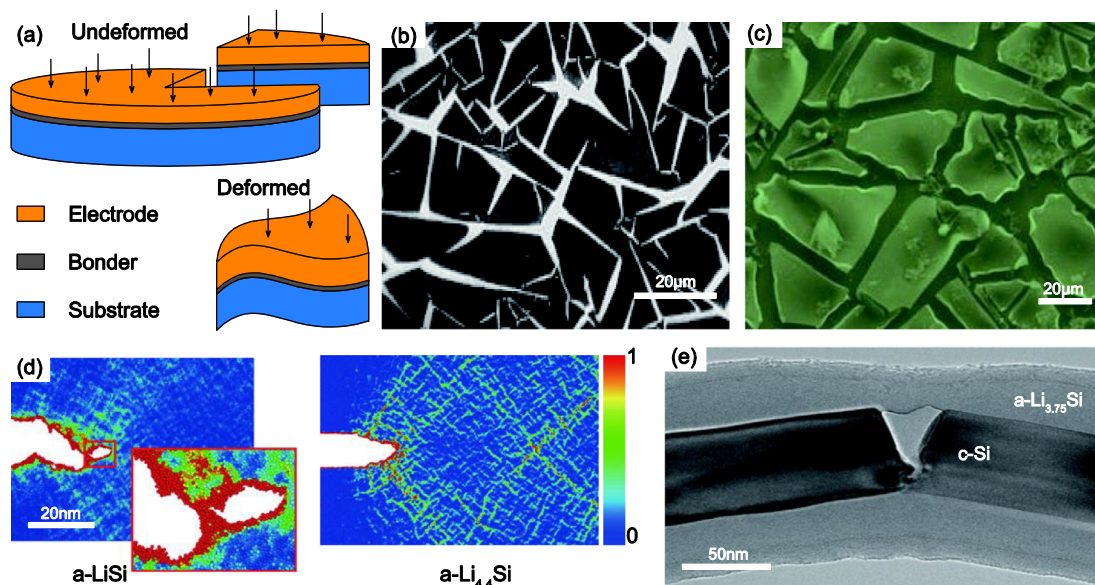 (a)
Undeformed
Deformed
Electrode
Bonder
Substrate
(b)
20μm
(c)
20μm
(d)
20nm
a-LiSi
1
0
a-Li₄.₄Si
(e)
a-Li₃.₇₅Si
c-Si
50nm